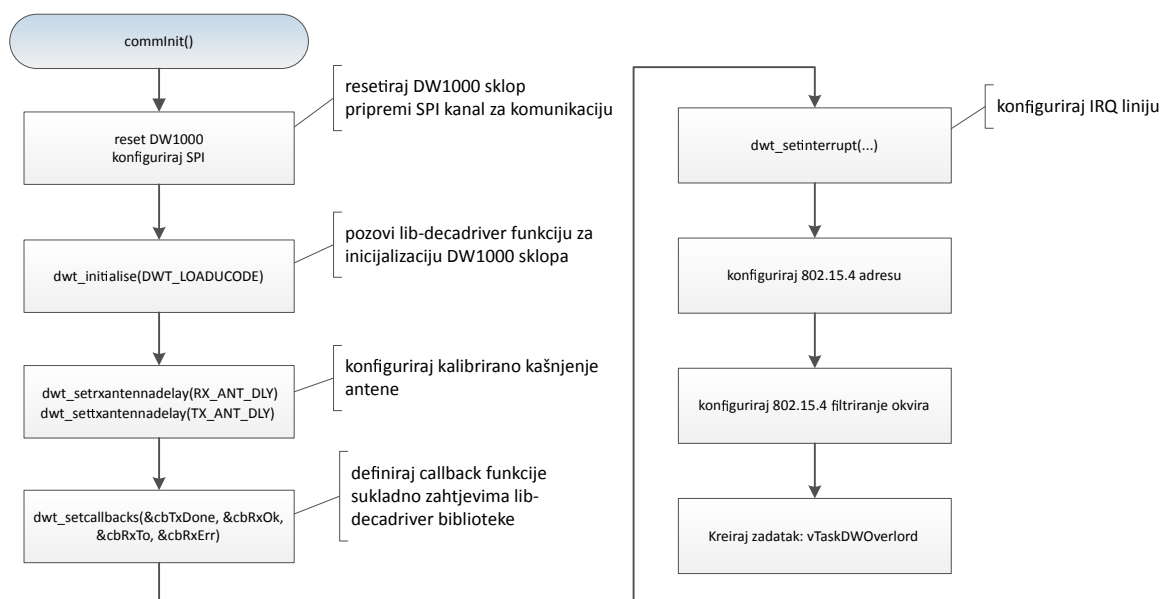 commInit()
reset DW1000
konfiguriraj SPI
resetiraj DW1000 sklop
pripremi SPI kanal za komunikaciju
dwt_initialise(DWT_LOADUCODE)
pozovi lib-decadriver funkciju za
inicijalizaciju DW1000 sklopa
dwt_setrxantennadelay(RX_ANT_DLY)
dwt_settxantennadelay(TX_ANT_DLY)
konfiguriraj kalibrirano kašnjenje
antene
dwt_setcallbacks(&cbTxDone, &cbRxOk,
&cbRxTo, &cbRxErr)
definiraj callback funkcije
sukladno zahtjevima lib-
decadriver biblioteke
dwt_setinterrupt(...)
konfiguriraj IRQ liniju
konfiguriraj 802.15.4 adresu
konfiguriraj 802.15.4 filtriranje okvira
Kreiraj zadatak: vTaskDWOverlord